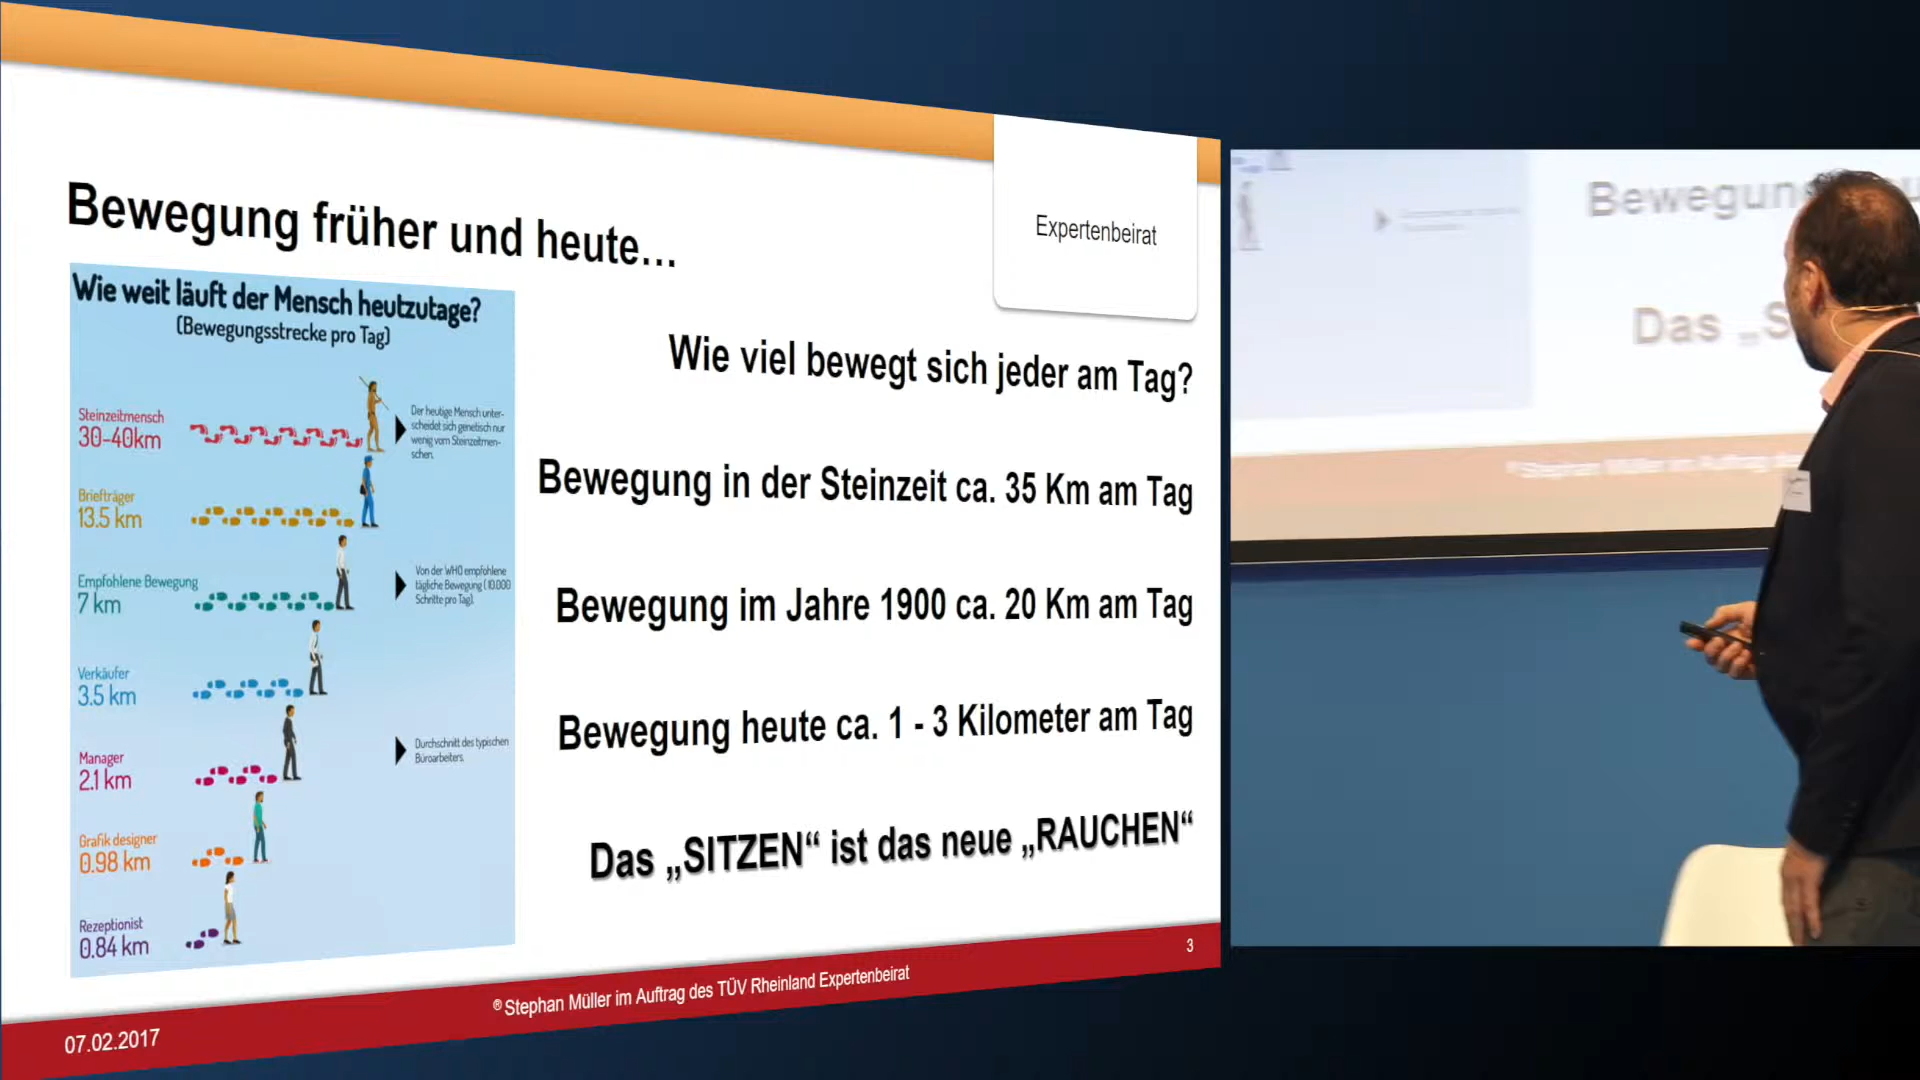 Bewegung früher und heute...
Expertenbeirat
Wie weit läuft der Mensch heutzutage?
(Bewegungsstrecke pro Tag)
Steinzeitmensch
30-40km
Der heutige Mensch unter-
scheidet sich genetisch nur
wenig vom Steinzeitmen-
schen.
Briefträger
13.5 km
Empfohlene Bewegung
7 km
Von der WHO empfohlene
tägliche Bewegung (10.000
Schritte pro Tag).
Verkäufer
3.5 km
Manager
2.1 km
Durchschnitt des typischen
Büroarbeiters.
Grafik designer
0.98 km
Rezeptionist
0.84 km
Wie viel bewegt sich jeder am Tag?
Bewegung in der Steinzeit ca. 35 Km am Tag
Bewegung im Jahre 1900 ca. 20 Km am Tag
Bewegung heute ca. 1 - 3 Kilometer am Tag
Das „SITZEN“ ist das neue „RAUCHEN“
3
® Stephan Müller im Auftrag des TÜV Rheinland Expertenbeirat
07.02.2017
Bewegung
Das „S
Stephan Müller im Auftrag